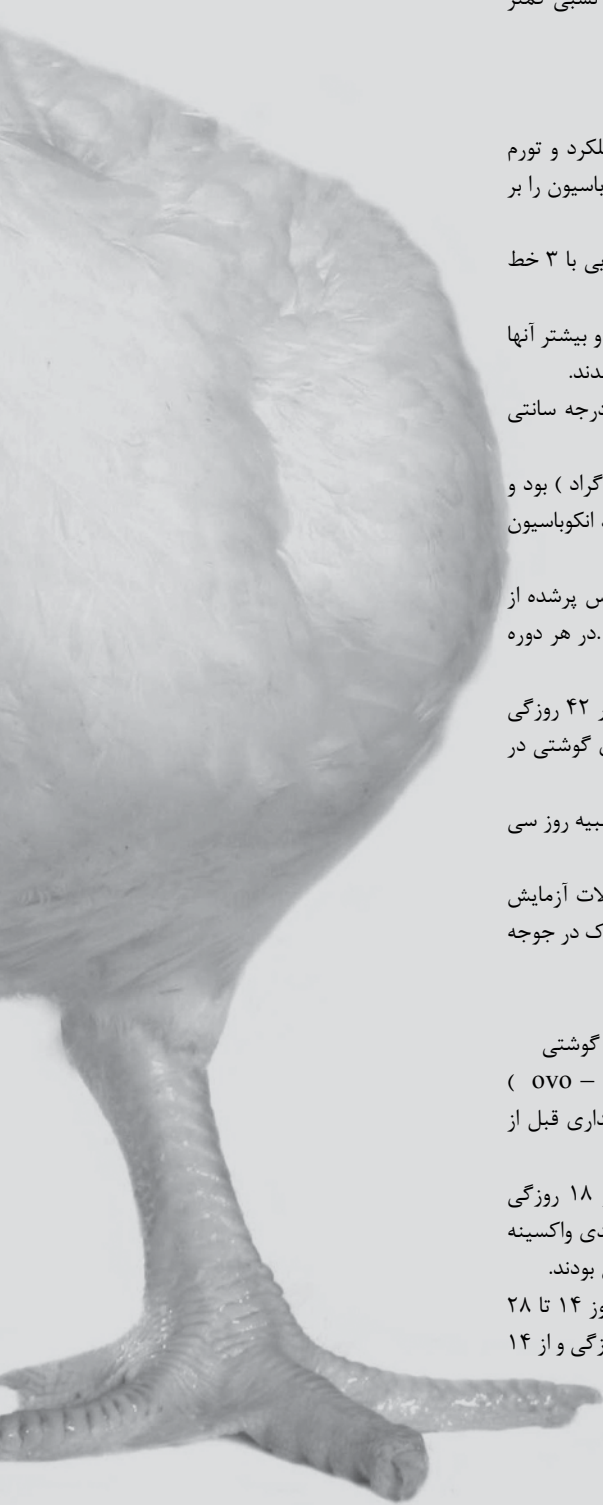 نسبی کمتر
لکرد و تورم
باسیون را بر
یی با ۳ خط
و بیشتر آنها
دند.
درجه سانتی
گراد ) بود و
انکوباسیون
س پرشده از
.در هر دوره
ر ۴۲ روزگی
ی گوشتی در
بیه روز سی
لات آزمایش
ک در جوجه
گوشتی
( ovo –
داری قبل از
۱۸ روزگی
دی واکسینه
بودند.
وز ۱۴ تا ۲۸
زگی و از ۱۴